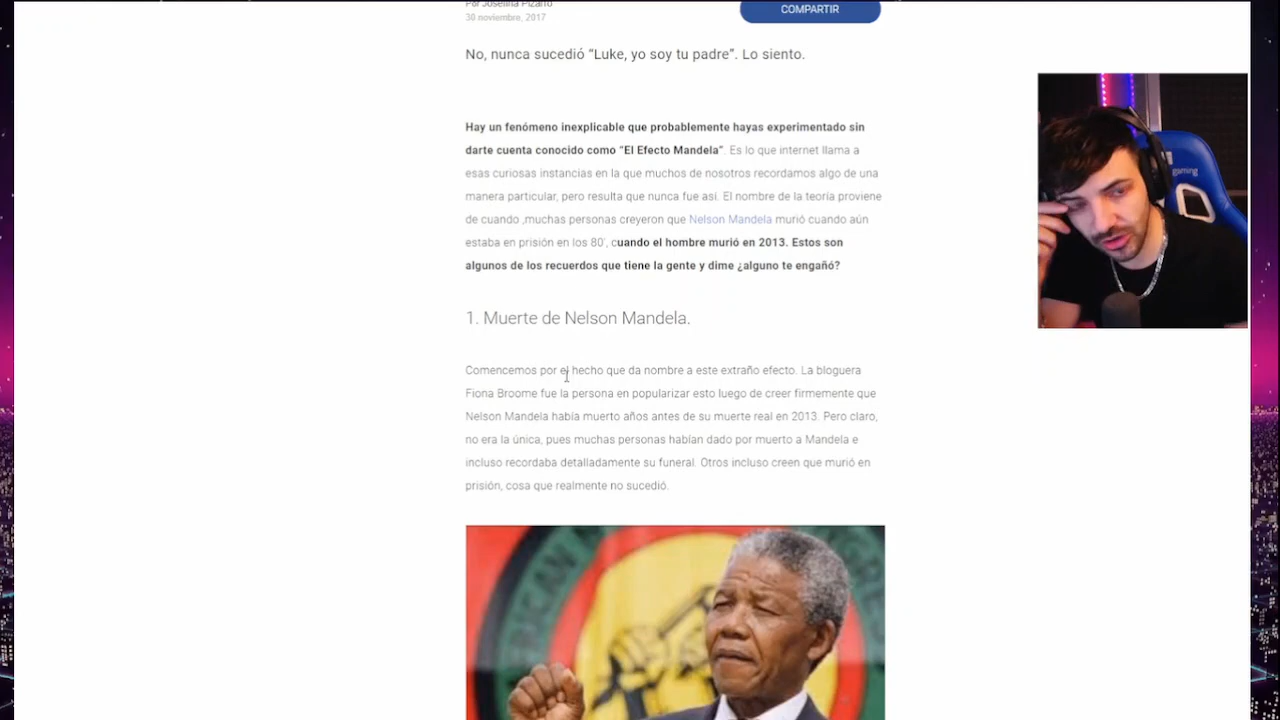 Por Josefina Pizarro
30 noviembre, 2017
COMPARTIR
No, nunca sucedió “Luke, yo soy tu padre”. Lo siento.
Hay un fenómeno inexplicable que probablemente hayas experimentado sin
darte cuenta conocido como “El Efecto Mandela”. Es lo que internet llama a
esas curiosas instancias en la que muchos de nosotros recordamos algo de una
manera particular, pero resulta que nunca fue así. El nombre de la teoría proviene
de cuando ,muchas personas creyeron que Nelson Mandela murió cuando aún
estaba en prisión en los 80', cuando el hombre murió en 2013. Estos son
algunos de los recuerdos que tiene la gente y dime ¿alguno te engañó?
1. Muerte de Nelson Mandela.
Comencemos por el hecho que da nombre a este extraño efecto. La bloguera
Fiona Broome fue la persona en popularizar esto luego de creer firmemente que
Nelson Mandela había muerto años antes de su muerte real en 2013. Pero claro,
no era la única, pues muchas personas habían dado por muerto a Mandela e
incluso recordaba detalladamente su funeral. Otros incluso creen que murió en
prisión, cosa que realmente no sucedió.
gaming